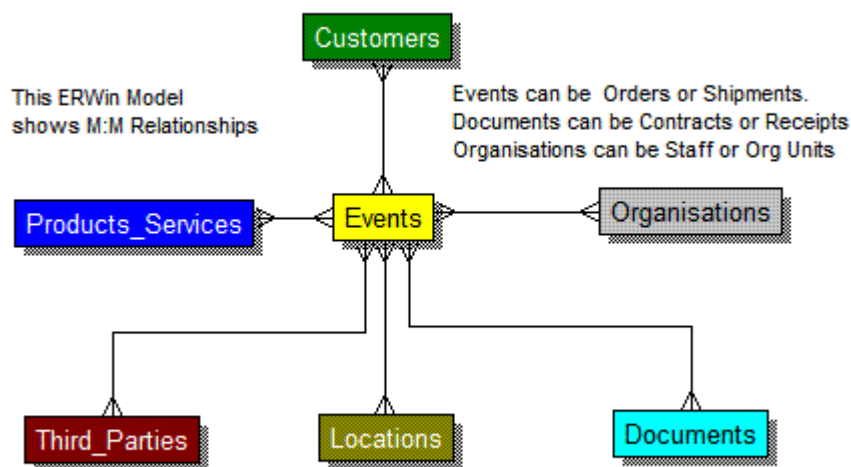 Customers
This ERWin Model
shows M:M Relationships
Events can be Orders or Shipments.
Documents can be Contracts or Receipts
Organisations can be Staff or Org Units
Products_Services
Events
Organisations
Third_Parties
Locations
Documents